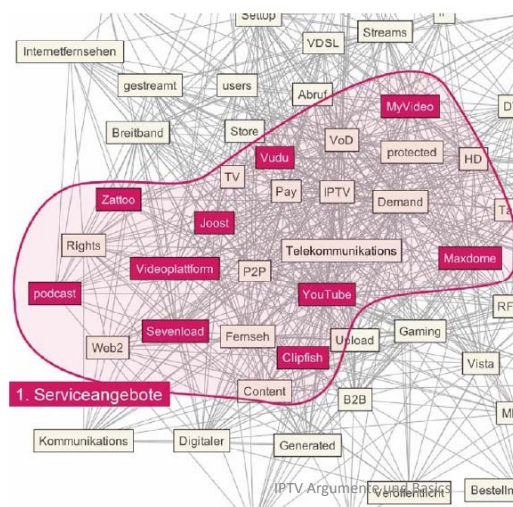 Settop
Streams
Internetfernsehen
VDSL
gestreamt
users
Abruf
MyVideo
Breitband
Store
VoD
protected
Vudu
HD
TV
Zattoo
Pay
IPTV
Demand
Joost
Rights
Telekommunikations
Maxdome
Videoplattform
P2P
podcast
YouTube
Sevenload
Fernseh
Upload
Gaming
Web2
Clipfish
Vista
1. Serviceangebote
Content
B2B
Kommunikations
Digitaler
Generated
IPTV Argumente und Basics
Veröffentlicht